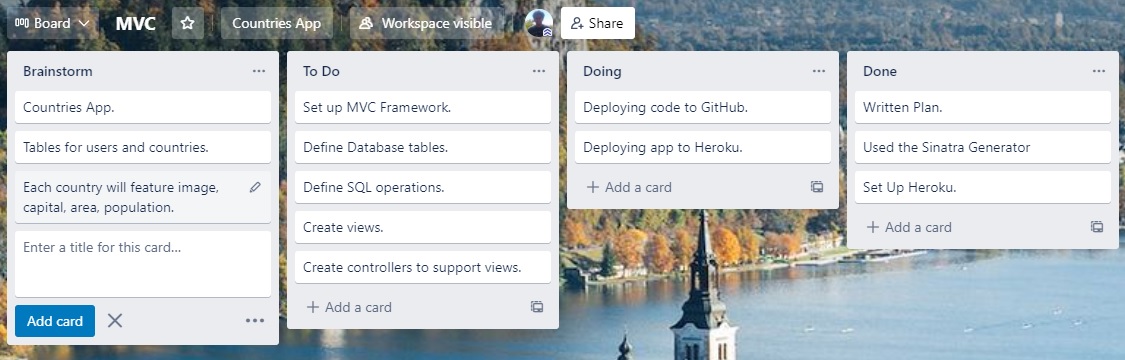 Board MVC Countries App Workspace visible Share
Brainstorm
Countries App.
Tables for users and countries.
Each country will feature image,
capital, area, population.
Enter a title for this card...
Add card
To Do
Set up MVC Framework.
Define Database tables.
Define SQL operations.
Create views.
Create controllers to support views.
+ Add a card
Doing
Deploying code to GitHub.
Deploying app to Heroku.
+ Add a card
Done
Written Plan.
Used the Sinatra Generator
Set Up Heroku.
+ Add a card